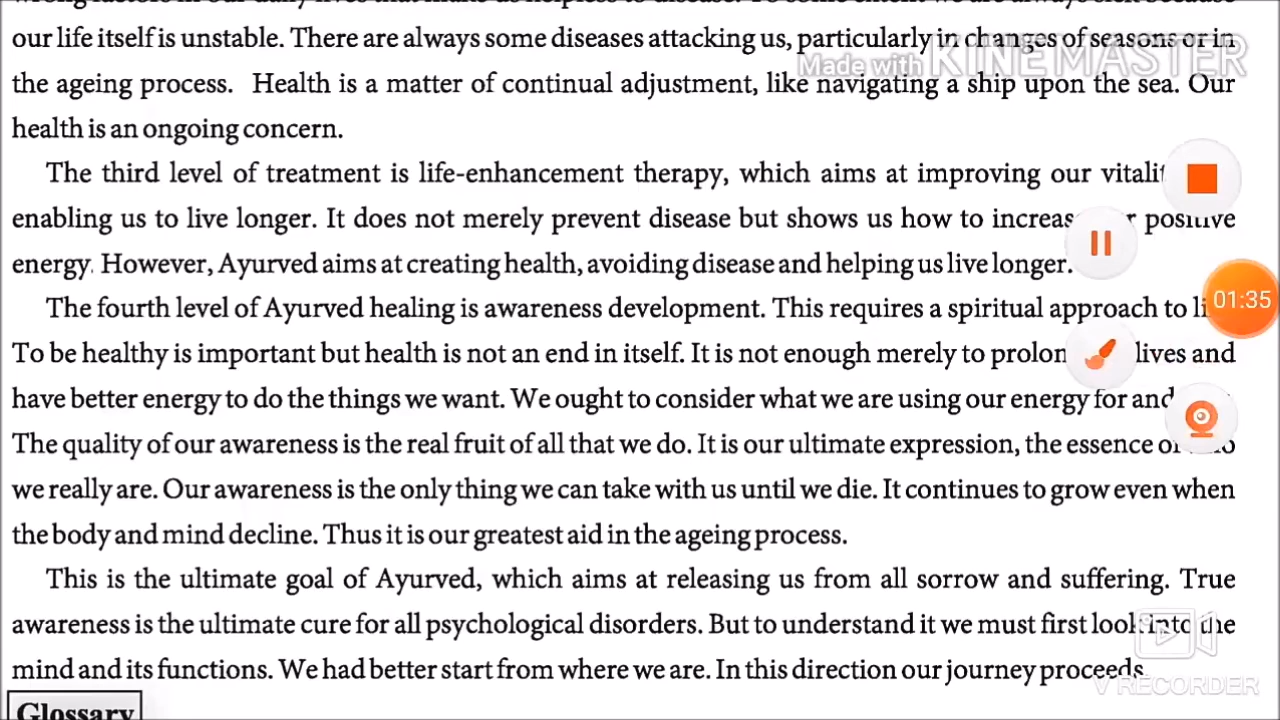 our life itself is unstable. There are always some diseases attacking us, particularly in changes of seasons or in
Made with KINEMASTER
the ageing process. Health is a matter of continual adjustment, like navigating a ship upon the sea. Our
health is an ongoing concern.
The third level of treatment is life-enhancement therapy, which aims at improving our
enabling us to live longer. It does not merely prevent disease but shows us how to positive
energy. However, Ayurved aims at creating health, avoiding disease and helping us live longer.
The fourth level of Ayurved healing is awareness development. This requires a spiritual approach to
01:35
To be healthy is important but health is not an end in itself. It is not enough merely to lives and
have better energy to do the things we want. We ought to consider what we are using our energy for and
The quality of our awareness is the real fruit of all that we do. It is our ultimate expression, the essence
we really are. Our awareness is the only thing we can take with us until we die. It continues to grow even when
the body and mind decline. Thus it is our greatest aid in the ageing process.
This is the ultimate goal of Ayurved, which aims at releasing us from all sorrow and suffering. True
awareness is the ultimate cure for all psychological disorders. But to understand it we must first look into the
mind and its functions. We had better start from where we are. In this direction our journey proceeds
V RECORDER
Glossary